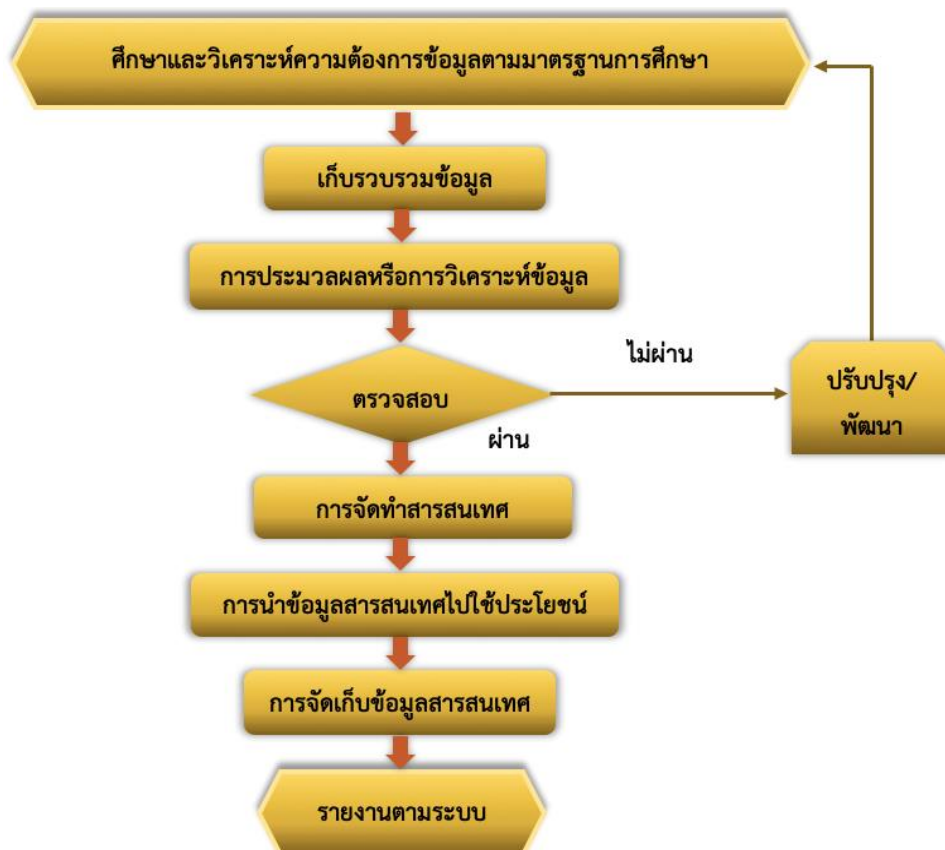 ศึกษาและวิเคราะห์ความต้องการข้อมูลตามมาตรฐานการศึกษา
เก็บรวบรวมข้อมูล
การประมวลผลหรือการวิเคราะห์ข้อมูล
ไม่ผ่าน
ปรับปรุง/
พัฒนา
ตรวจสอบ
ผ่าน
การจัดทำสารสนเทศ
การนำข้อมูลสารสนเทศไปใช้ประโยชน์
การจัดเก็บข้อมูลสารสนเทศ
รายงานตามระบบ